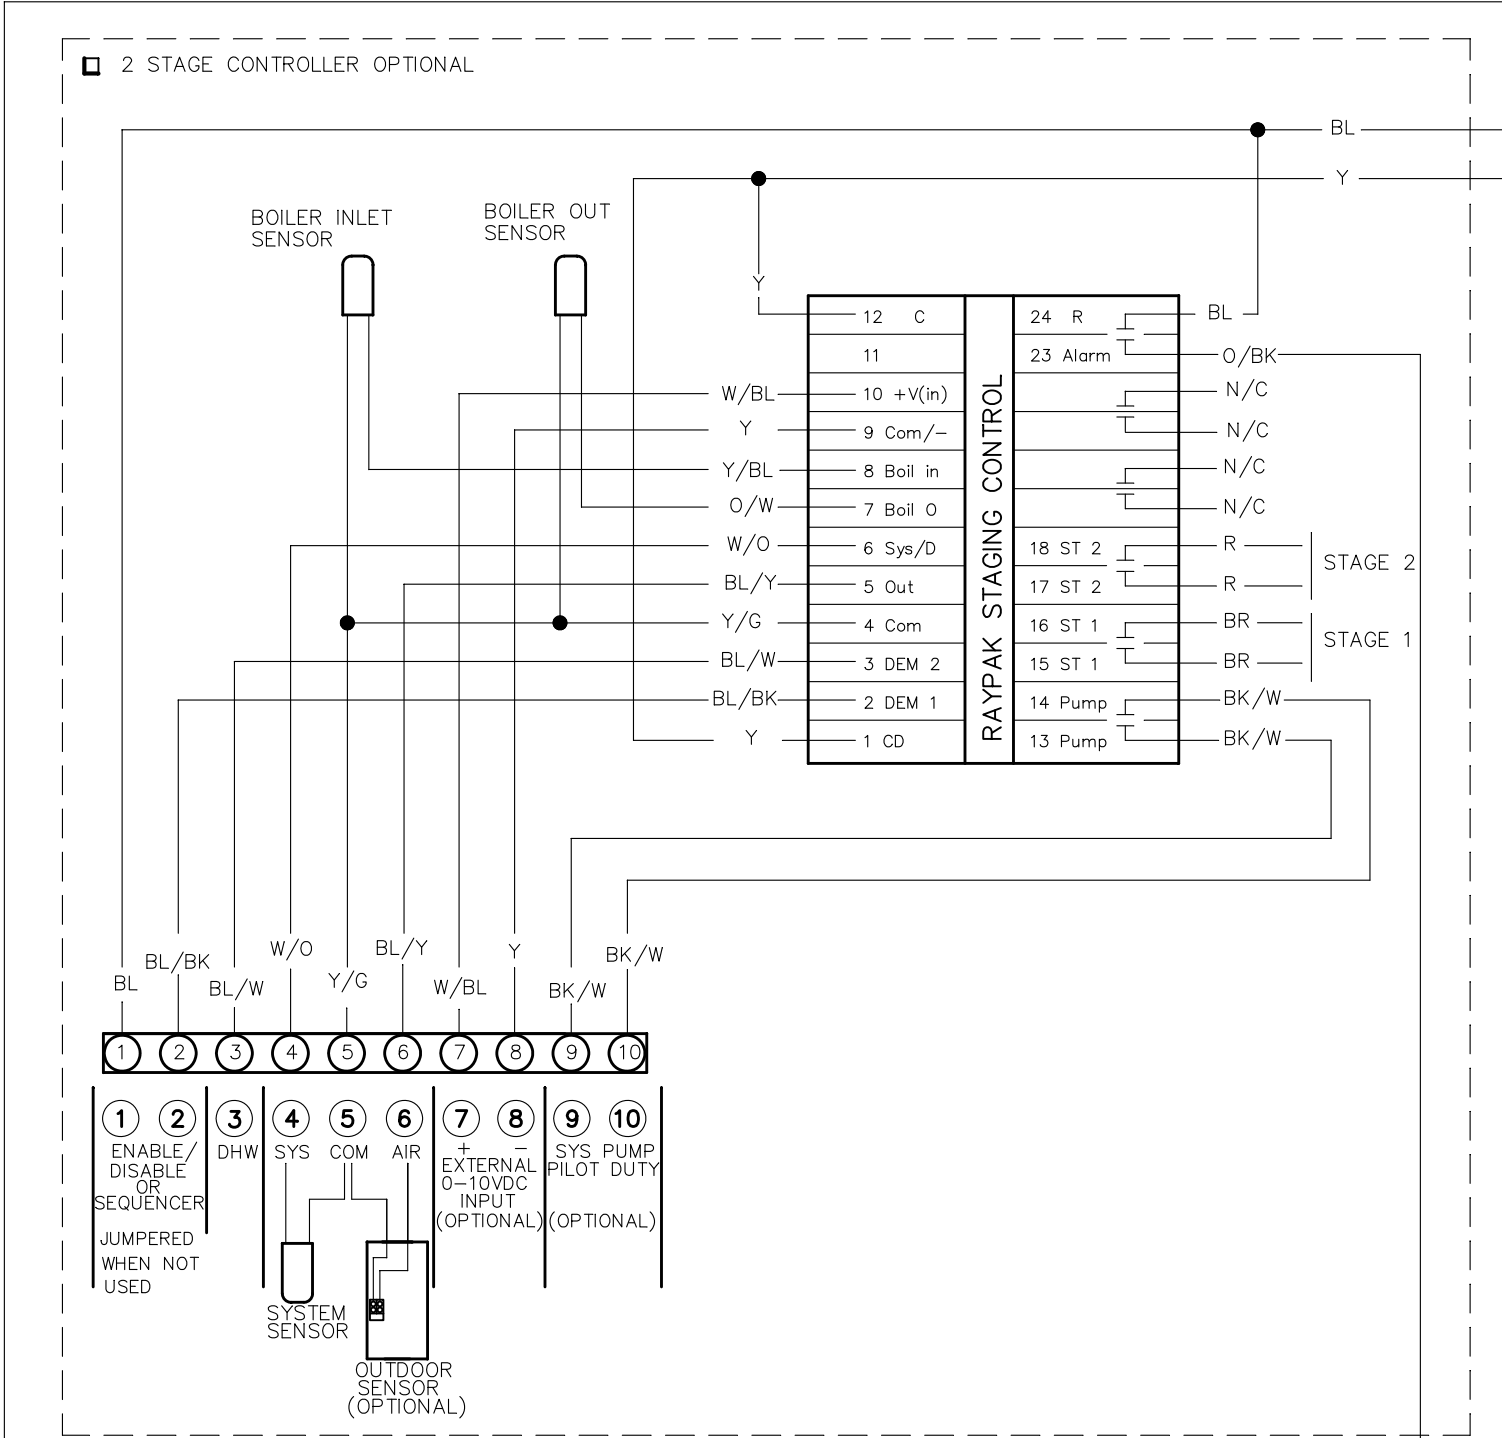 2 STAGE CONTROLLER OPTIONAL
BL
Y
BOILER INLET
SENSOR
BOILER OUT
SENSOR
Y
12 C
11
10 +V(in)
9 Com/-
8 Boil in
7 Boil O
6 Sys/D
5 Out
4 Com
3 DEM 2
2 DEM 1
1 CD
W/BL
Y
Y/BL
O/W
W/O
BL/Y
Y/G
BL/W
BL/BK
Y
RAYPAK STAGING CONTROL
24 R
23 Alarm
18 ST 2
17 ST 2
16 ST 1
15 ST 1
14 Pump
13 Pump
BL
O/BK
N/C
N/C
N/C
N/C
R
R
BR
BR
BK/W
BK/W
STAGE 2
STAGE 1
BL
BL/BK
BL/W
W/O
Y/G
BL/Y
W/BL
Y
BK/W
BK/W
1 2 3 4 5 6 7 8 9 10
1 2 3 4 5 6 7 8 9 10
ENABLE/
DISABLE
OR
SEQUENCER
JUMPERED
WHEN NOT
USED
DHW
SYS
COM
AIR
+ -
EXTERNAL
0-10VDC
INPUT
(OPTIONAL)
SYS PUMP
PILOT DUTY
(OPTIONAL)
SYSTEM
SENSOR
OUTDOOR
SENSOR
(OPTIONAL)